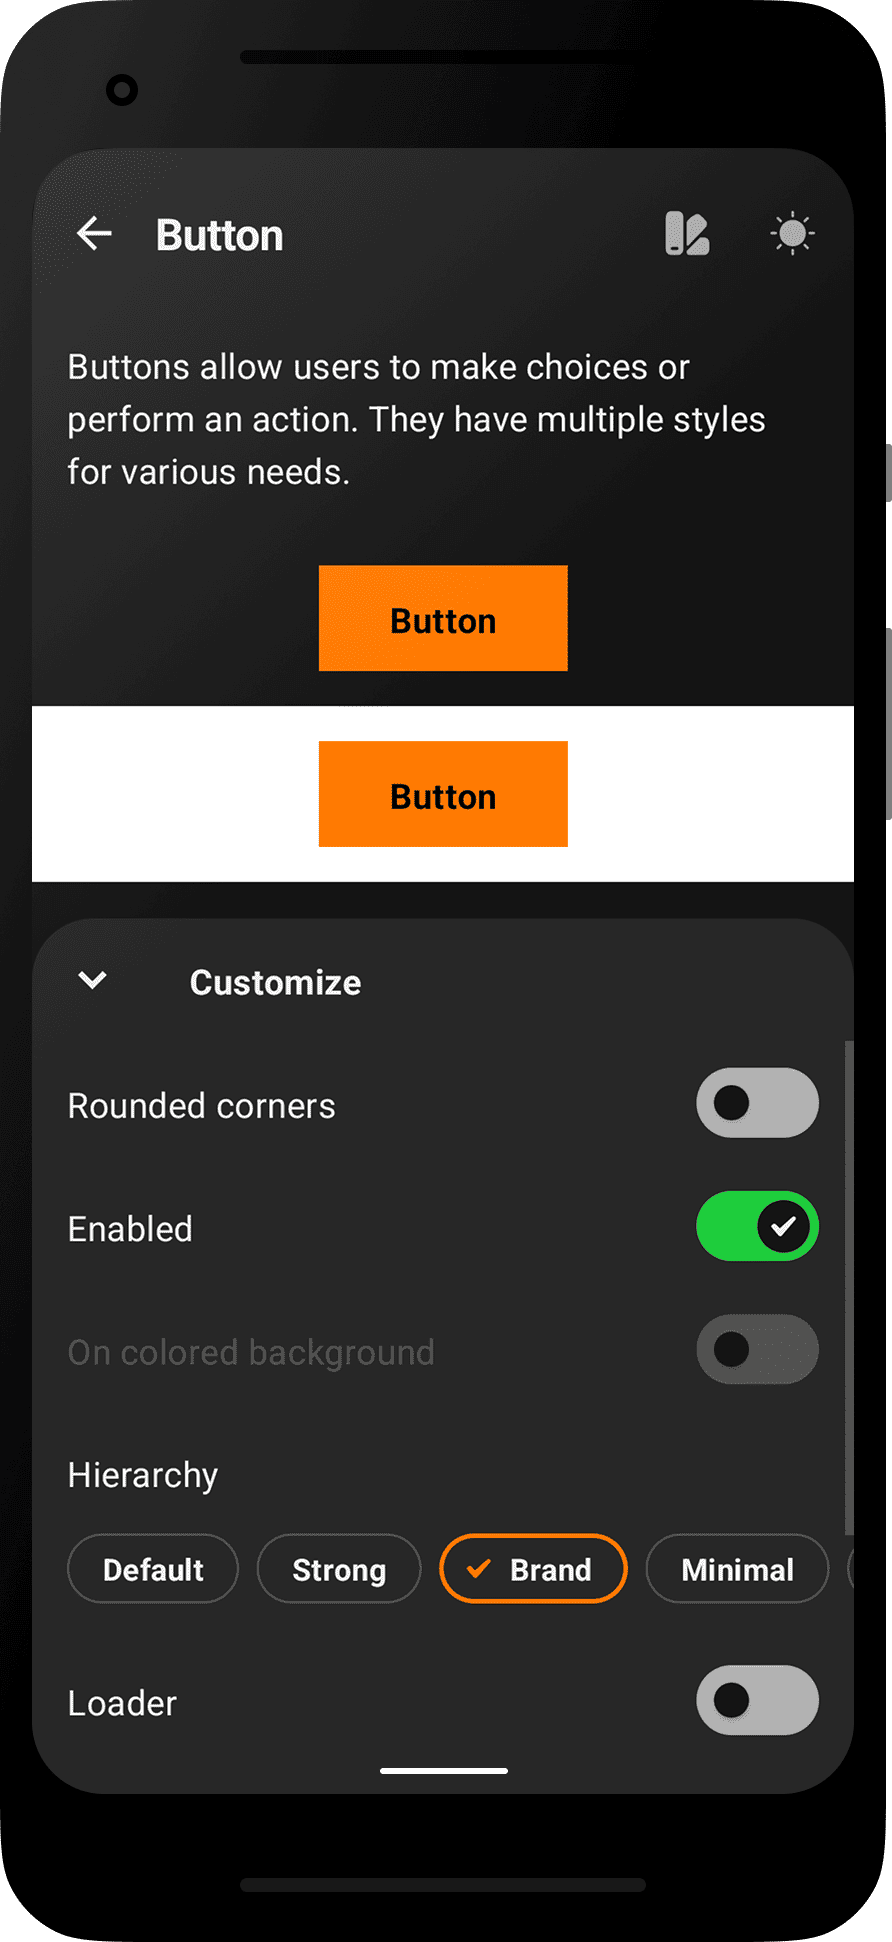 Button
Buttons allow users to make choices or
perform an action. They have multiple styles
for various needs.
Button
Button
Customize
Rounded corners
Enabled
On colored background
Hierarchy
Default Strong Brand Minimal
Loader